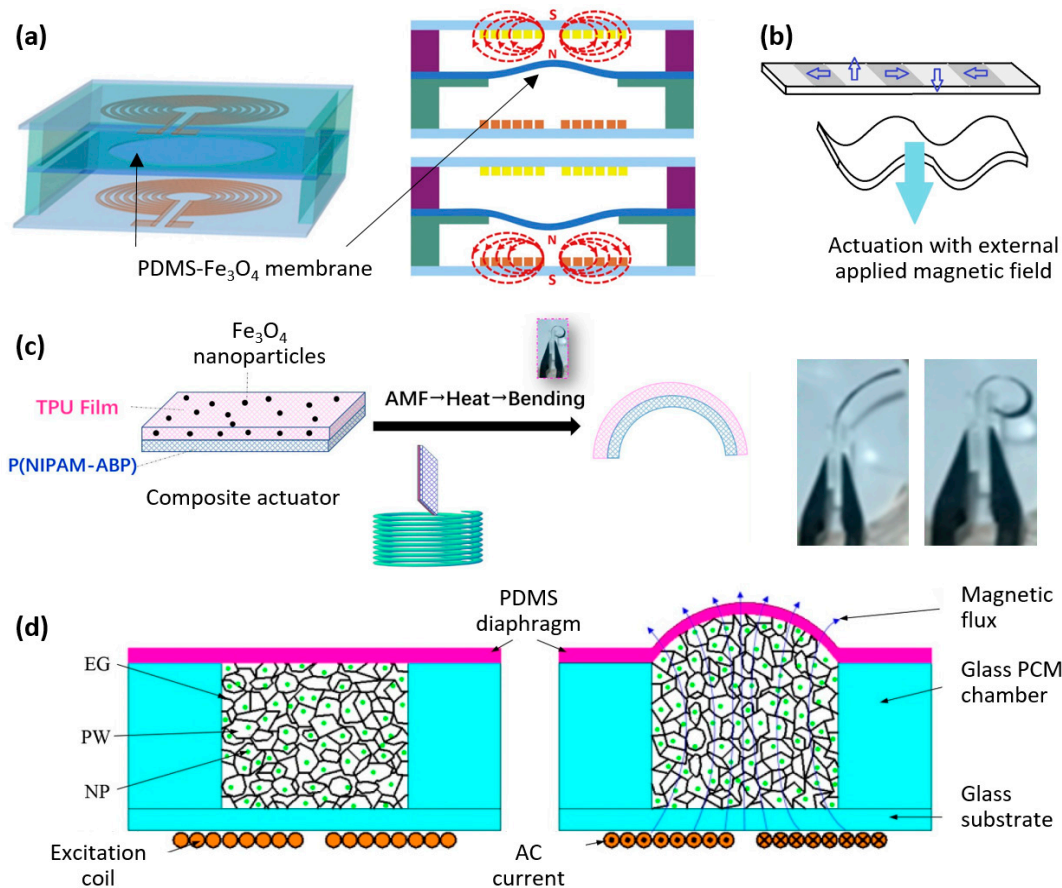 (a)
S
N
N
S
PDMS-Fe₃O₄ membrane
(b)
Actuation with external
applied magnetic field
(c)
Fe₃O₄
nanoparticles
TPU Film
P(NIPAM-ABP)
Composite actuator
AMF→Heat→Bending
(d)
PDMS
diaphragm
EG
PW
NP
Excitation
coil
AC
current
Magnetic
flux
Glass PCM
chamber
Glass
substrate